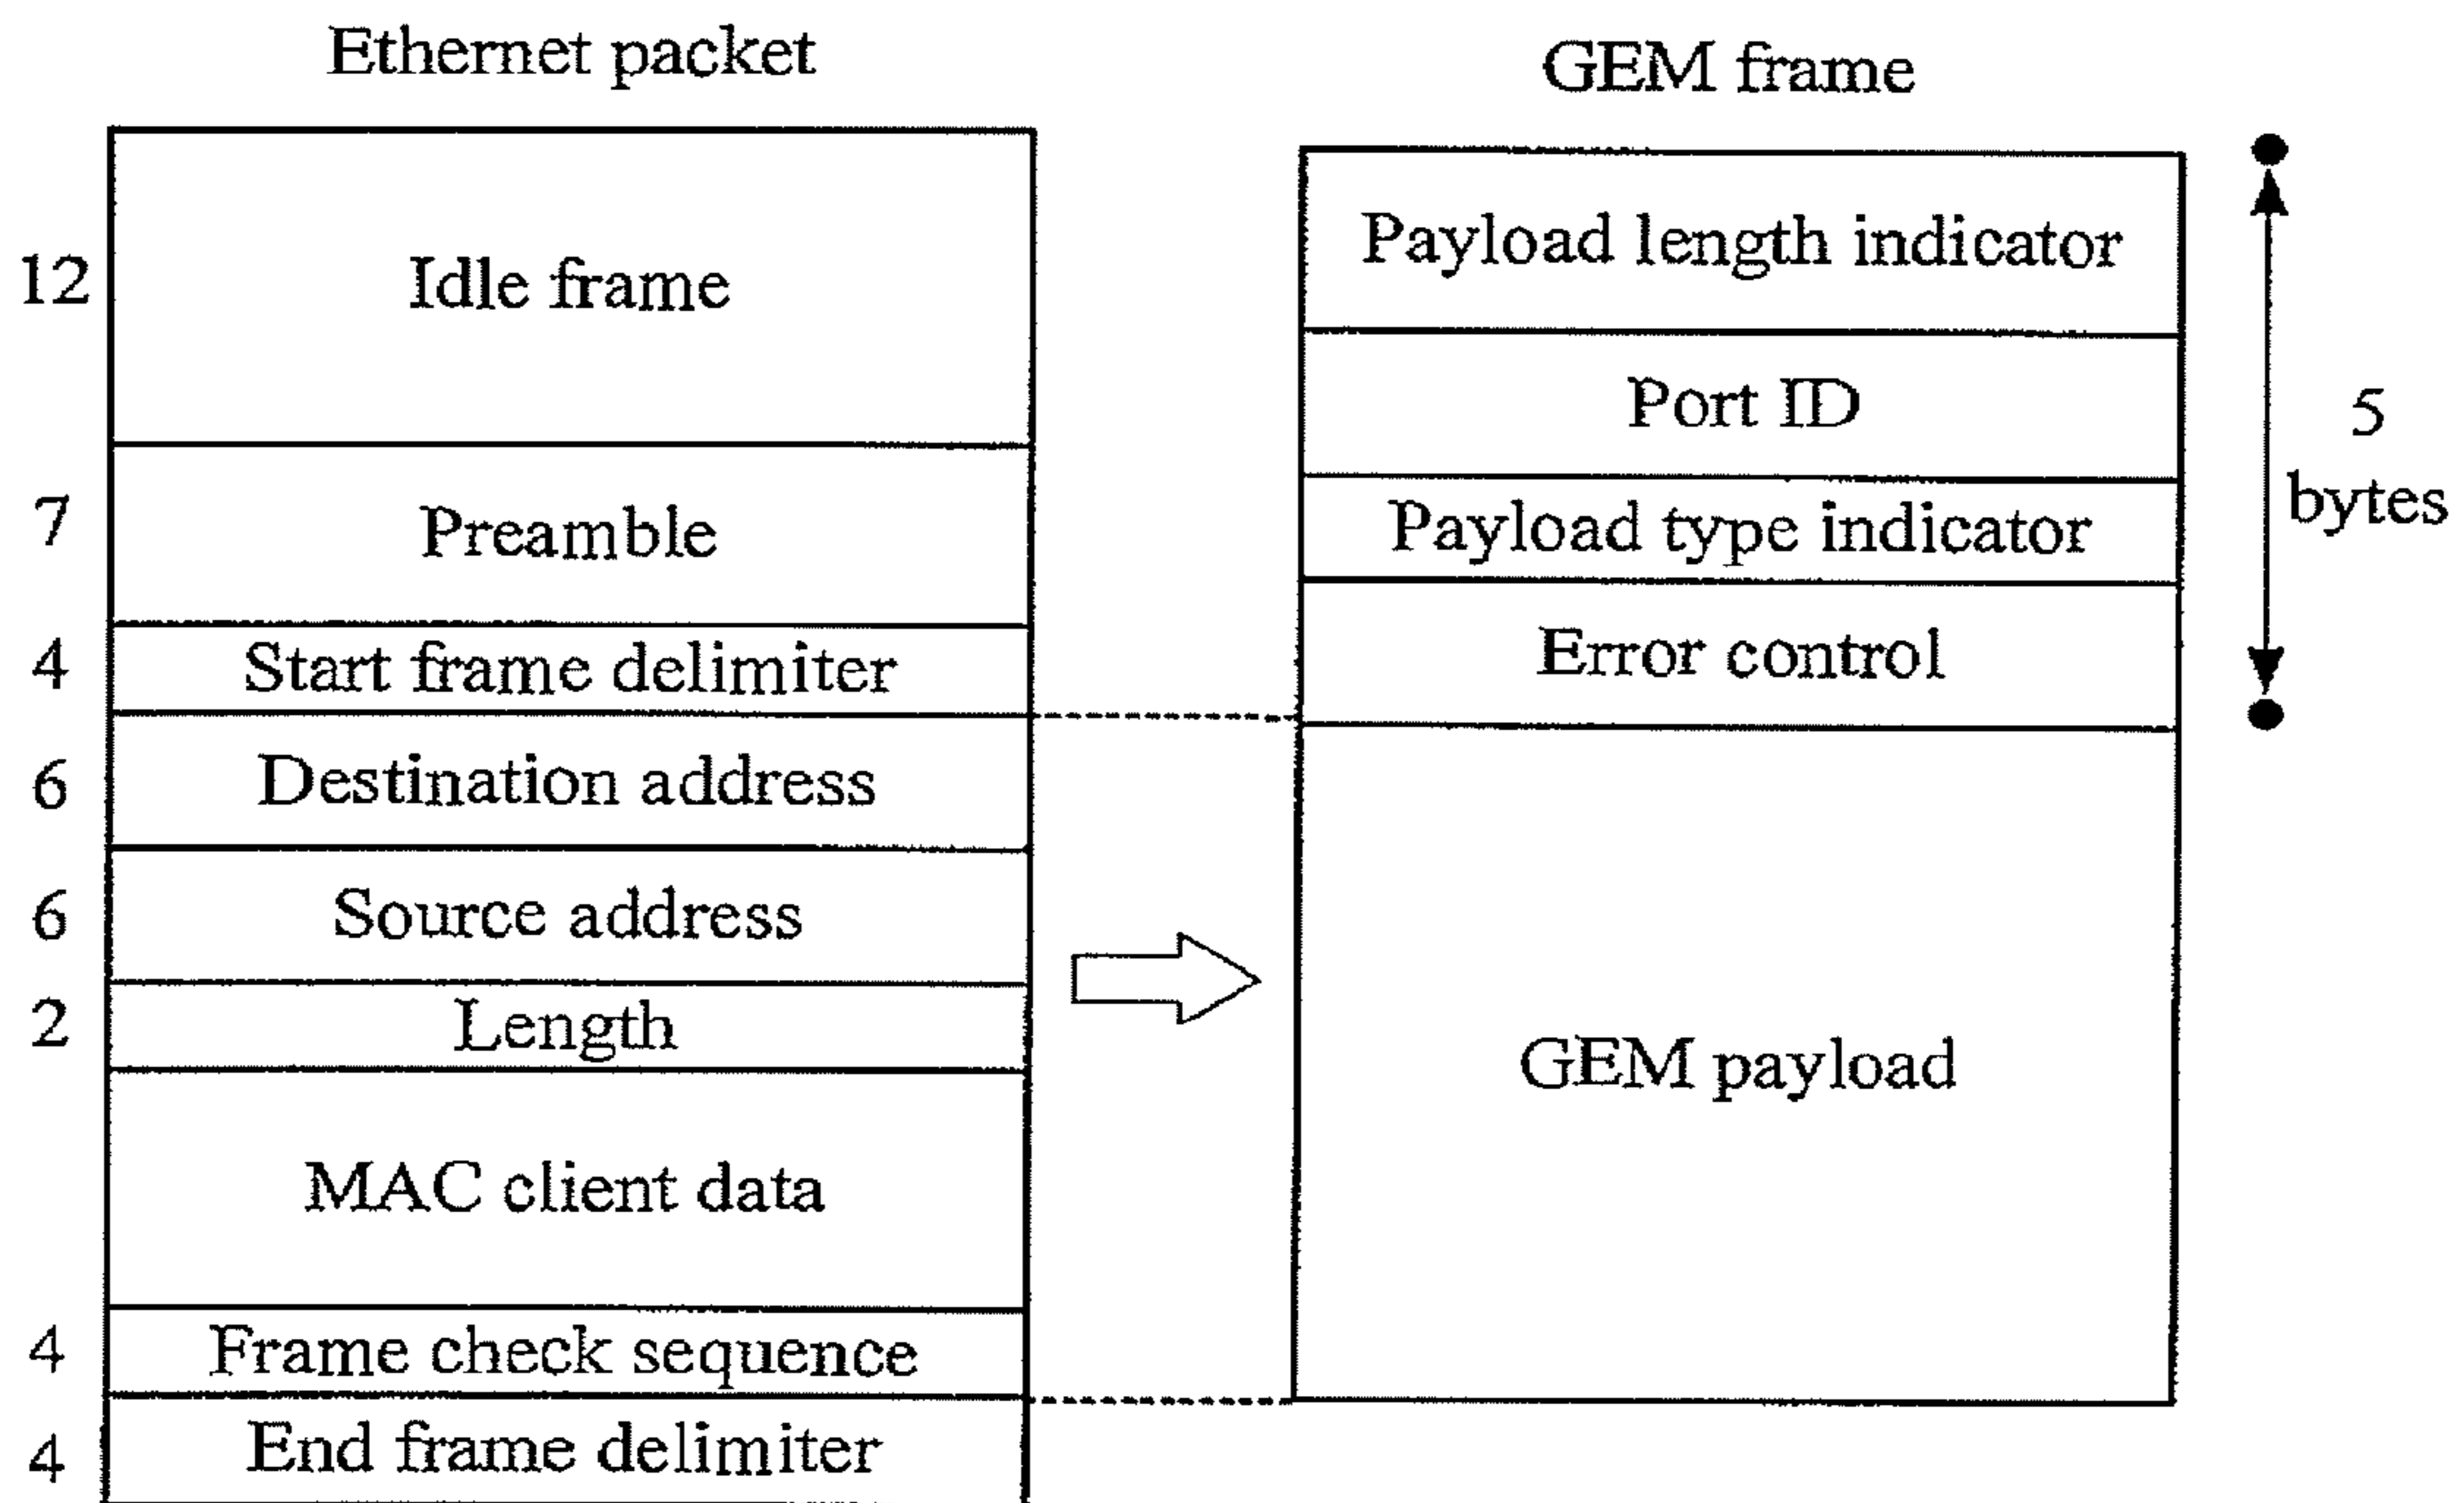 Ethernet packet
12 Idle frame
7 Preamble
4 Start frame delimiter
6 Destination address
6 Source address
2 Length
MAC client data
4 Frame check sequence
4 End frame delimiter
GEM frame
Payload length indicator
Port ID
Payload type indicator
Error control
5
bytes
GEM payload